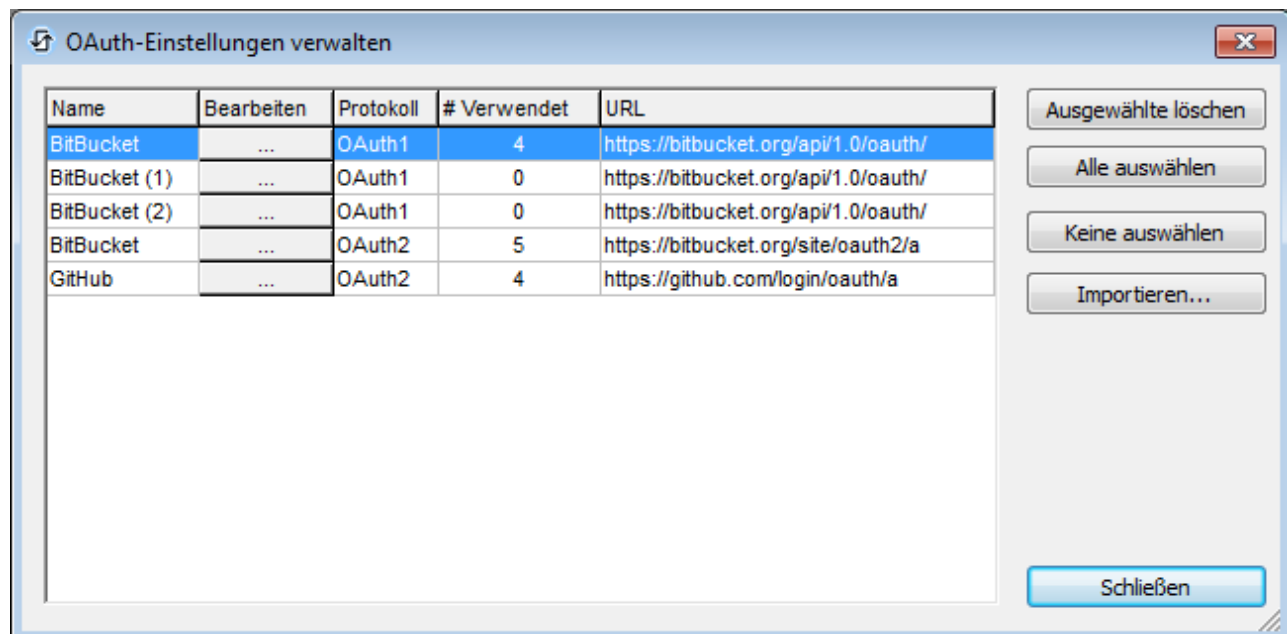 OAuth-Einstellungen verwalten
Name Bearbeiten Protokoll # Verwendet URL
BitBucket ... OAuth1 4 https://bitbucket.org/api/1.0/oauth/
BitBucket (1) ... OAuth1 0 https://bitbucket.org/api/1.0/oauth/
BitBucket (2) ... OAuth1 0 https://bitbucket.org/api/1.0/oauth/
BitBucket ... OAuth2 5 https://bitbucket.org/site/oauth2/a
GitHub ... OAuth2 4 https://github.com/login/oauth/a
Ausgewählte löschen
Alle auswählen
Keine auswählen
Importieren...
Schließen